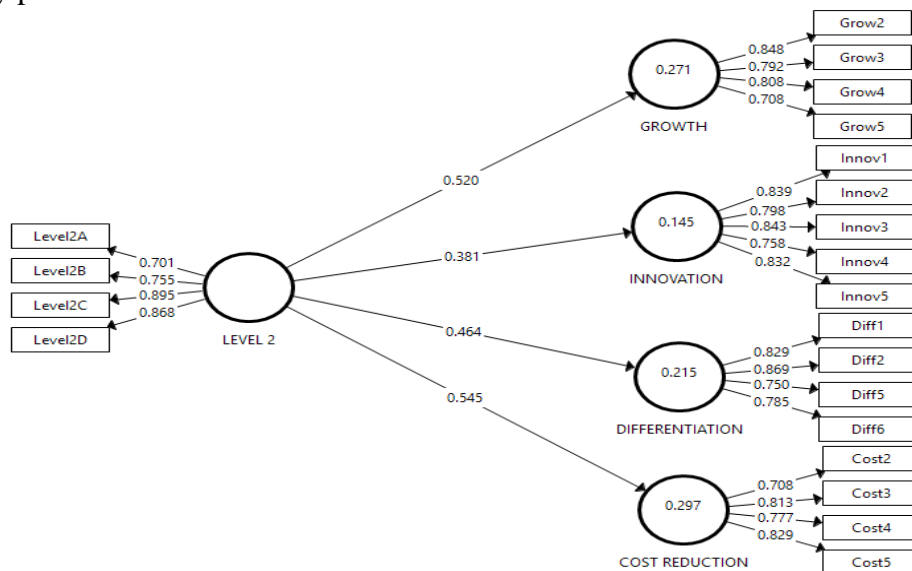 Level2A
Level2B
Level2C
Level2D
0.701
0.755
0.895
0.868
LEVEL 2
0.520
0.381
0.464
0.545
0.271
GROWTH
0.848
0.792
0.808
0.708
Grow2
Grow3
Grow4
Grow5
0.145
INNOVATION
0.839
0.798
0.843
0.758
0.832
Innov1
Innov2
Innov3
Innov4
Innov5
0.215
DIFFERENTIATION
0.829
0.869
0.750
0.785
Diff1
Diff2
Diff5
Diff6
0.297
COST REDUCTION
0.708
0.813
0.777
0.829
Cost2
Cost3
Cost4
Cost5